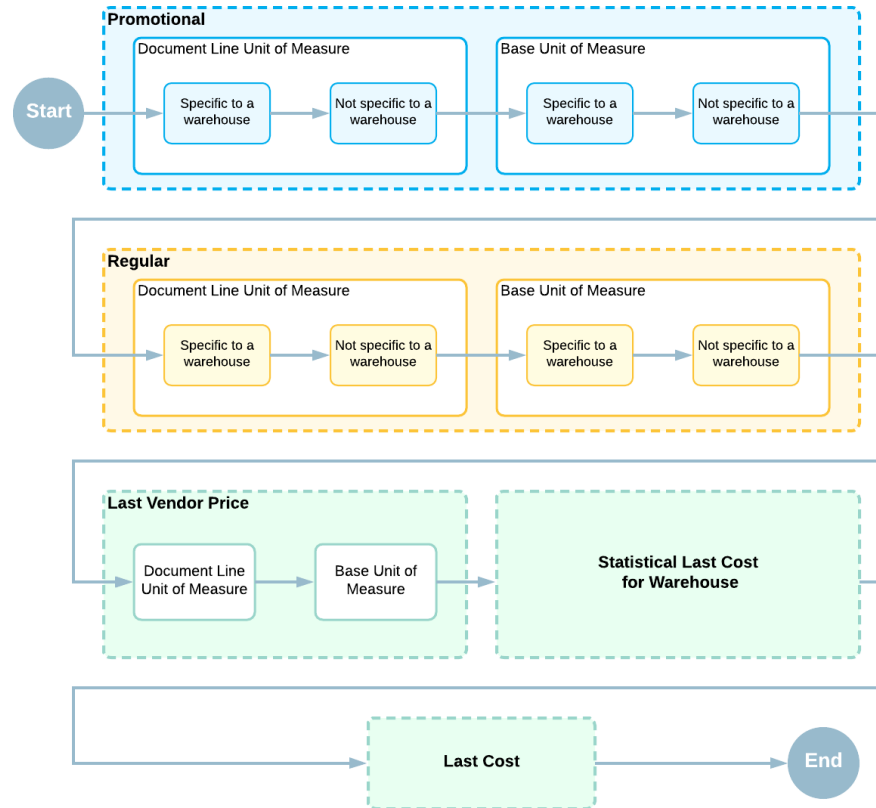 Promotional
Document Line Unit of Measure
Base Unit of Measure
Start
Specific to a
warehouse
Not specific to a
warehouse
Specific to a
warehouse
Not specific to a
warehouse
Regular
Document Line Unit of Measure
Base Unit of Measure
Specific to a
warehouse
Not specific to a
warehouse
Specific to a
warehouse
Not specific to a
warehouse
Last Vendor Price
Document Line
Unit of Measure
Base Unit of
Measure
Statistical Last Cost
for Warehouse
Last Cost
End